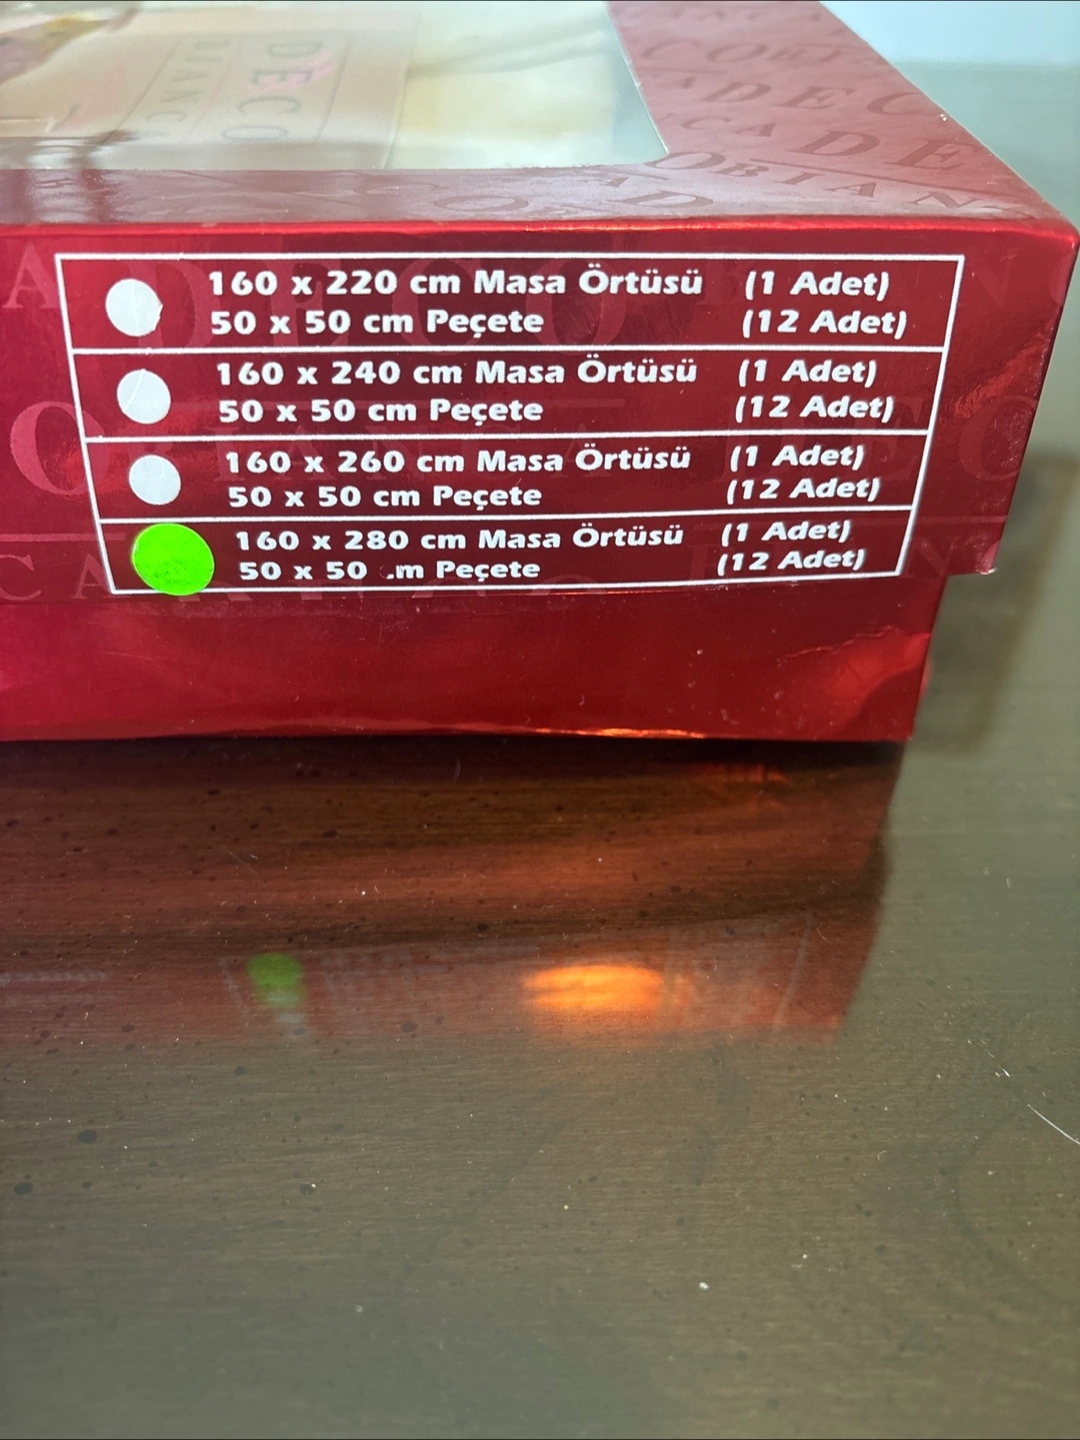 DECO
BIANCA
160 x 220 cm Masa Örtüsü (1 Adet)
50 x 50 cm Peçete (12 Adet)
160 x 240 cm Masa Örtüsü (1 Adet)
50 x 50 cm Peçete (12 Adet)
160 x 260 cm Masa Örtüsü (1 Adet)
50 x 50 cm Peçete (12 Adet)
160 x 280 cm Masa Örtüsü (1 Adet)
50 x 50 .m Peçete (12 Adet)